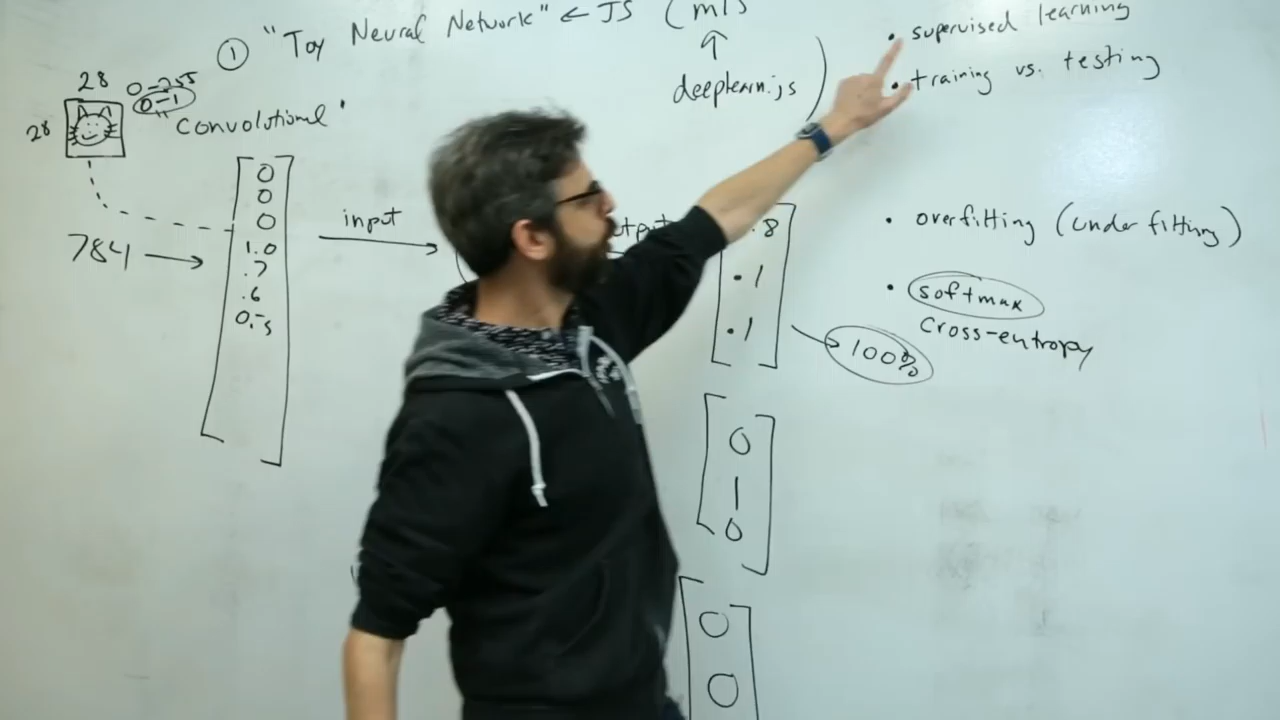 ① "Toy Neural Network" ← JS (ml5
deeplearn.js )
28
28
0-255
0-1
"Convolutional"
784 →
0
0
0
1.0
.7
.6
0.5
input
.8
.1
.1
100%
0
1
0
0
0
• supervised learning
• training vs. testing
• overfitting (underfitting)
• softmax
cross-entropy